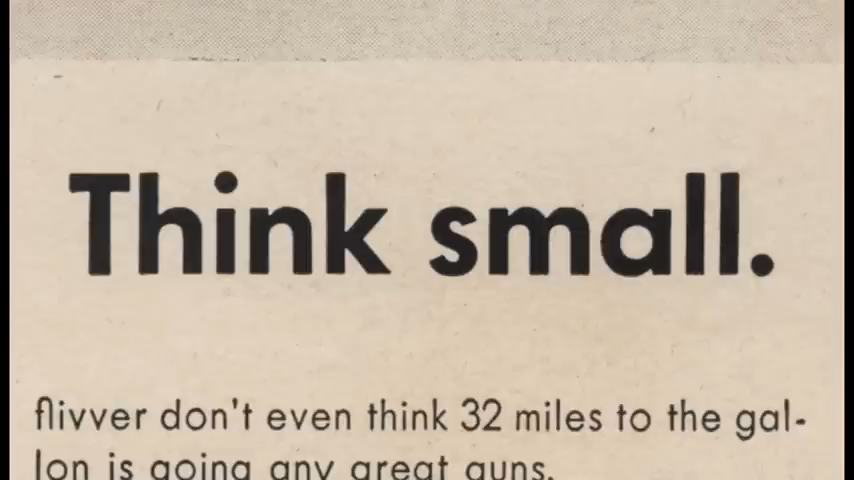 Think small.
flivver don't even think 32 miles to the gal-
lon is going any great guns.